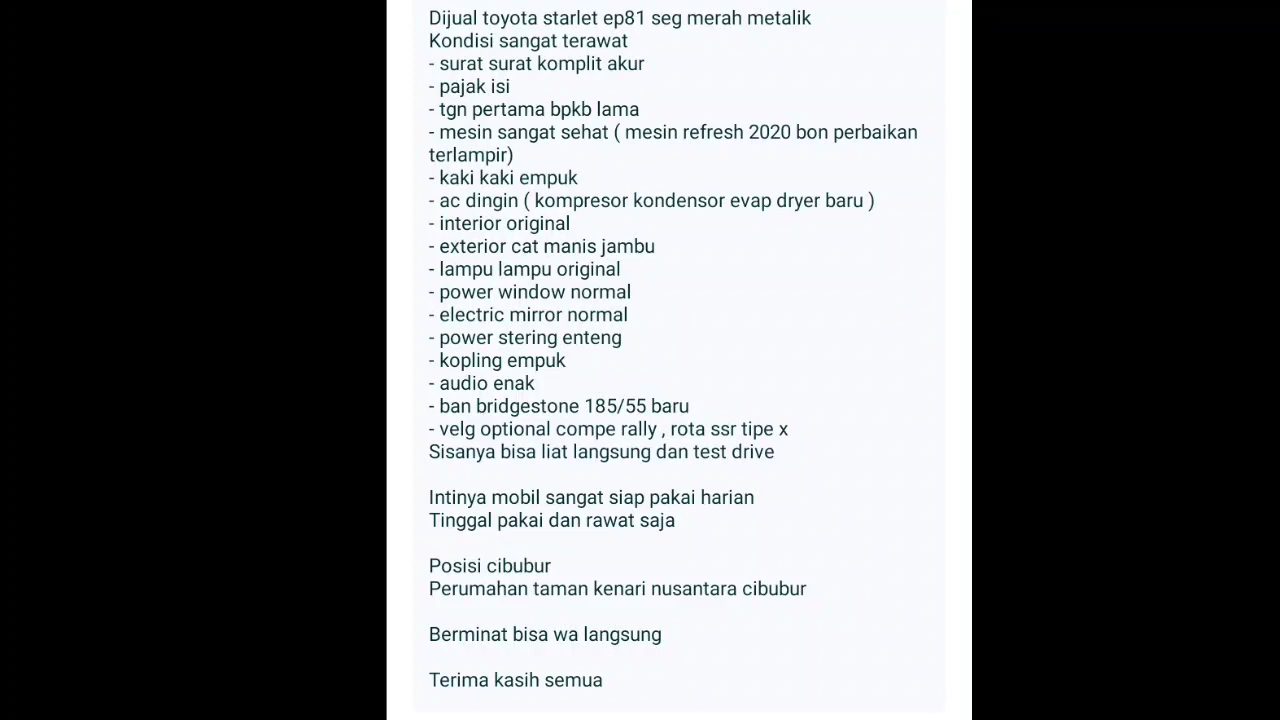 Dijual toyota starlet ep81 seg merah metalik
Kondisi sangat terawat
- surat surat komplit akur
- pajak isi
- tgn pertama bpkb lama
- mesin sangat sehat ( mesin refresh 2020 bon perbaikan
terlampir)
- kaki kaki empuk
- ac dingin ( kompresor kondensor evap dryer baru )
- interior original
- exterior cat manis jambu
- lampu lampu original
- power window normal
- electric mirror normal
- power stering enteng
- kopling empuk
- audio enak
- ban bridgestone 185/55 baru
- velg optional compe rally , rota ssr tipe x
Sisanya bisa liat langsung dan test drive
Intinya mobil sangat siap pakai harian
Tinggal pakai dan rawat saja
Posisi cibubur
Perumahan taman kenari nusantara cibubur
Berminat bisa wa langsung
Terima kasih semua